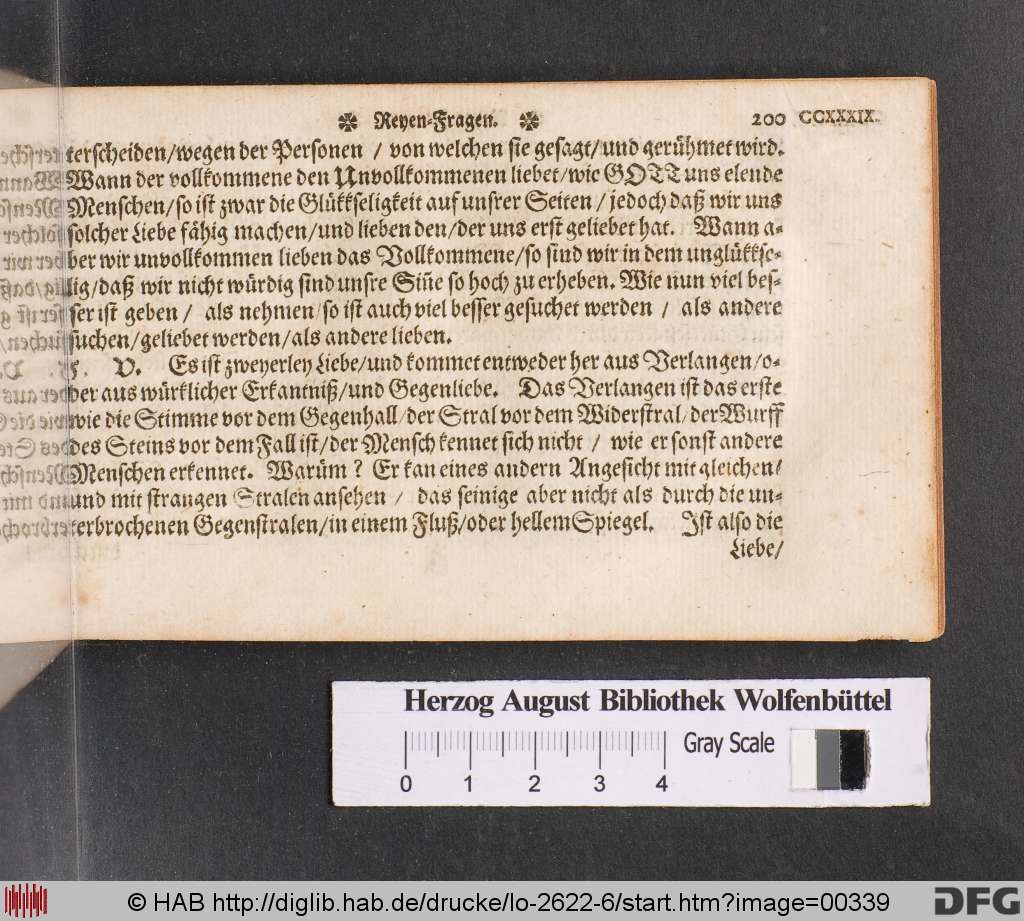 ✼ Reyen-Fragen. ✼ 200 CCXXXIX.
terscheiden/wegen der Personen / von welchen sie gesagt/und gerühmet wird.
Wann der vollkommene den Unvollkommenen liebet/wie GOTT uns elende
Menschen/so ist zwar die Glükkseligkeit auf unsrer Seiten / jedoch daß wir uns
solcher Liebe fähig machen/und lieben den/der uns erst geliebet hat. Wann a-
ber wir unvollkommen lieben das Vollkommene/so sind wir in dem unglükkse-
lig/daß wir nicht würdig sind unsre Siñe so hoch zu erheben. Wie nun viel bes-
ser ist geben / als nehmen/so ist auch viel besser gesuchet werden / als andere
suchen/geliebet werden/als andere lieben.
5. V. Es ist zweyerley Liebe/und kommet entweder her aus Verlangen/o-
der aus würklicher Erkantniß/und Gegenliebe. Das Verlangen ist das erste
wie die Stimme vor dem Gegenhall/der Stral vor dem Widerstral/der Wurff
des Steins vor dem Fall ist/der Mensch kennet sich nicht / wie er sonst andere
Menschen erkennet. Warüm? Er kan eines andern Angesicht mit gleichen/
und mit strangen Stralen ansehen / das seinige aber nicht als durch die un-
terbrochenen Gegenstralen/in einem Fluß/oder hellem Spiegel. Ist also die
Liebe/
Herzog August Bibliothek Wolfenbüttel
Gray Scale
0 1 2 3 4
© HAB http://diglib.hab.de/drucke/lo-2622-6/start.htm?image=00339
DFG